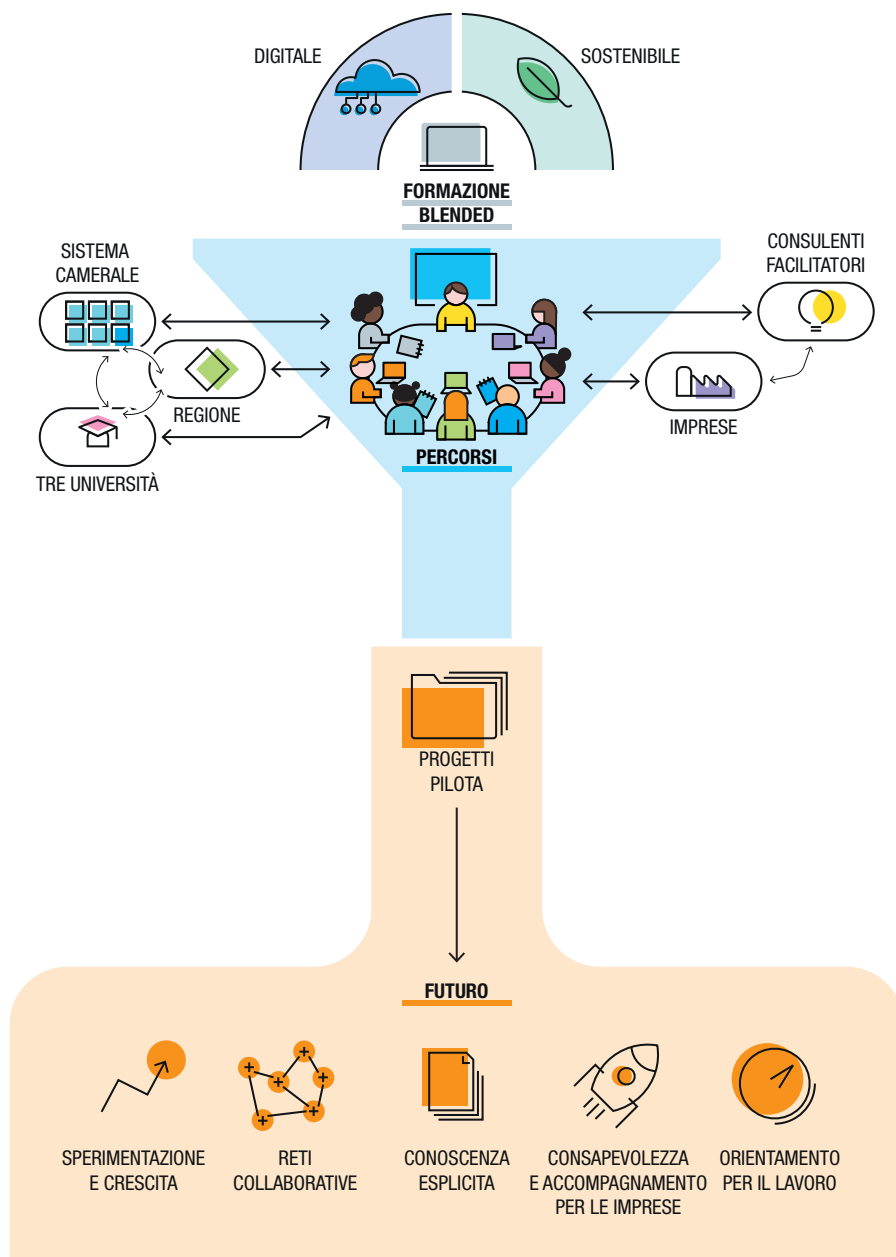 DIGITALE
SOSTENIBILE
FORMAZIONE
BLENDED
SISTEMA
CAMERALE
CONSULENTI
FACILITATORI
REGIONE
IMPRESE
TRE UNIVERSITÀ
PERCORSI
PROGETTI
PILOTA
FUTURO
SPERIMENTAZIONE
E CRESCITA
RETI
COLLABORATIVE
CONOSCENZA
ESPLICITA
CONSAPEVOLEZZA
E ACCOMPAGNAMENTO
PER LE IMPRESE
ORIENTAMENTO
PER IL LAVORO